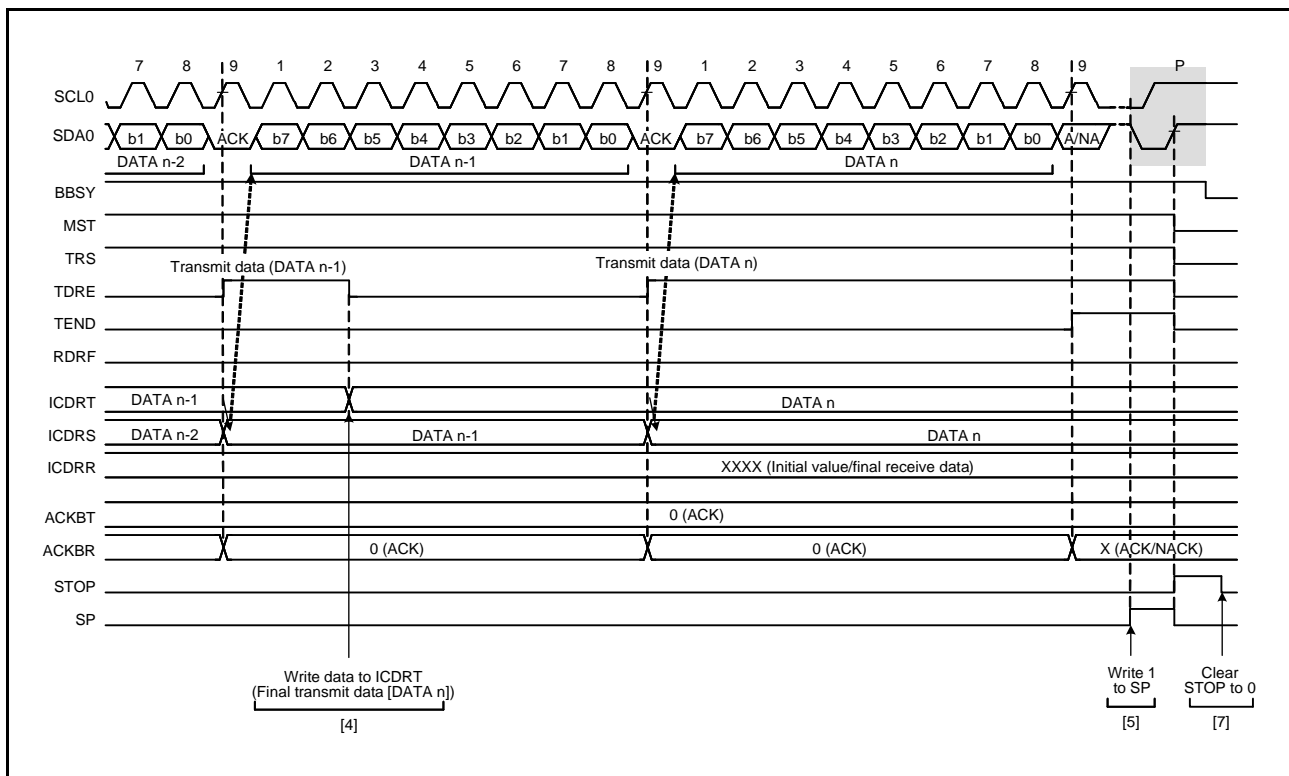 7 8 9 1 2 3 4 5 6 7 8 9 1 2 3 4 5 6 7 8 9 P
SCL0
SDA0 b1 b0 ACK b7 b6 b5 b4 b3 b2 b1 b0 ACK b7 b6 b5 b4 b3 b2 b1 b0 A/NA
DATA n-2 DATA n-1 DATA n
BBSY
MST
TRS
Transmit data (DATA n-1) Transmit data (DATA n)
TDRE
TEND
RDRF
ICDRT DATA n-1 DATA n
ICDRS DATA n-2 DATA n-1 DATA n
ICDRR XXXX (Initial value/final receive data)
ACKBT 0 (ACK)
ACKBR 0 (ACK) 0 (ACK) X (ACK/NACK)
STOP
SP
Write data to ICDRT
(Final transmit data [DATA n])
[4]
Write 1
to SP
[5]
Clear
STOP to 0
[7]